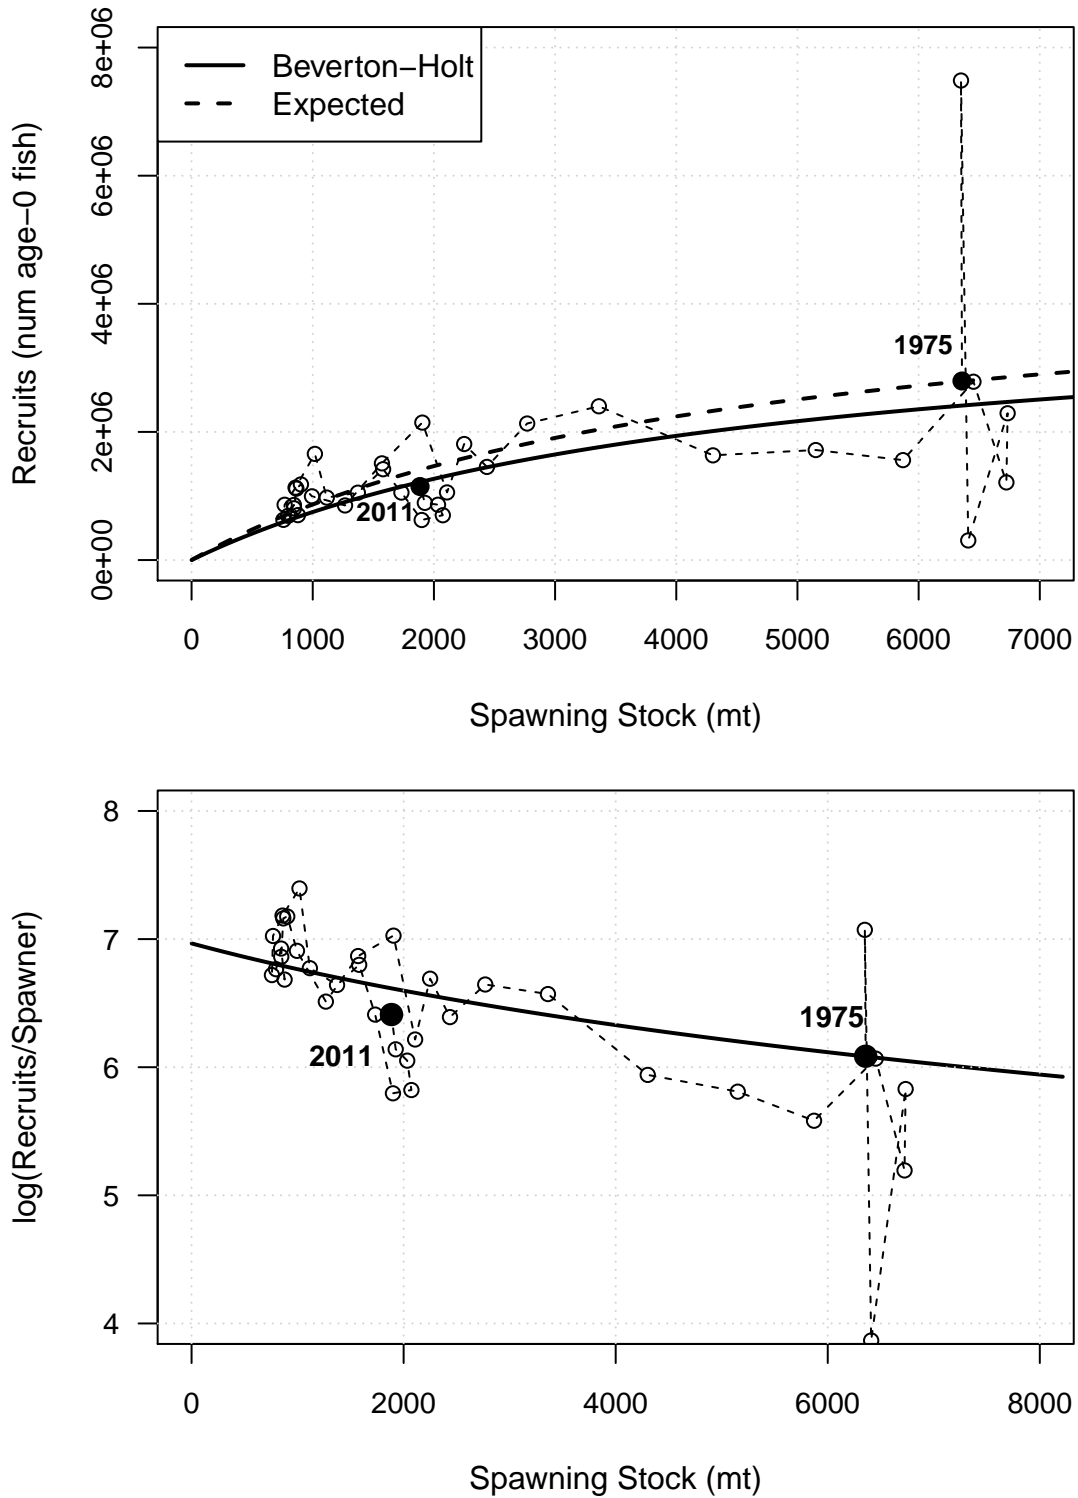 Recruits (num age−0 fish)
8e+06
6e+06
4e+06
2e+06
0e+00
Beverton−Holt
Expected
1975
2011
0 1000 2000 3000 4000 5000 6000 7000
Spawning Stock (mt)
log(Recruits/Spawner)
8
7
6
5
4
1975
2011
0 2000 4000 6000 8000
Spawning Stock (mt)